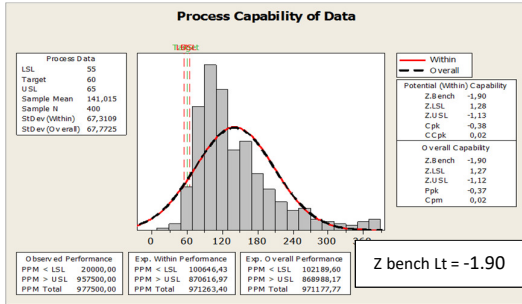 Process Capability of Data
Process Data
LSL 55
Target 60
USL 65
Sample Mean 141,015
Sample N 400
StDev (Within) 67,3109
StDev (Overall) 67,7725
Within
Overall
Potential (Within) Capability
Z.Bench -1,90
Z.LSL 1,28
Z.USL -1,13
Cpk -0,38
CCpk 0,02
Overall Capability
Z.Bench -1,90
Z.LSL 1,27
Z.USL -1,12
Ppk -0,37
Cpm 0,02
0 60 120 180 240 300 360
Observed Performance
PPM < LSL 20000,00
PPM > USL 957500,00
PPM Total 977500,00
Exp. Within Performance
PPM < LSL 100646,43
PPM > USL 870616,97
PPM Total 971263,40
Exp. Overall Performance
PPM < LSL 102189,60
PPM > USL 868988,17
PPM Total 971177,77
Z bench Lt = -1.90